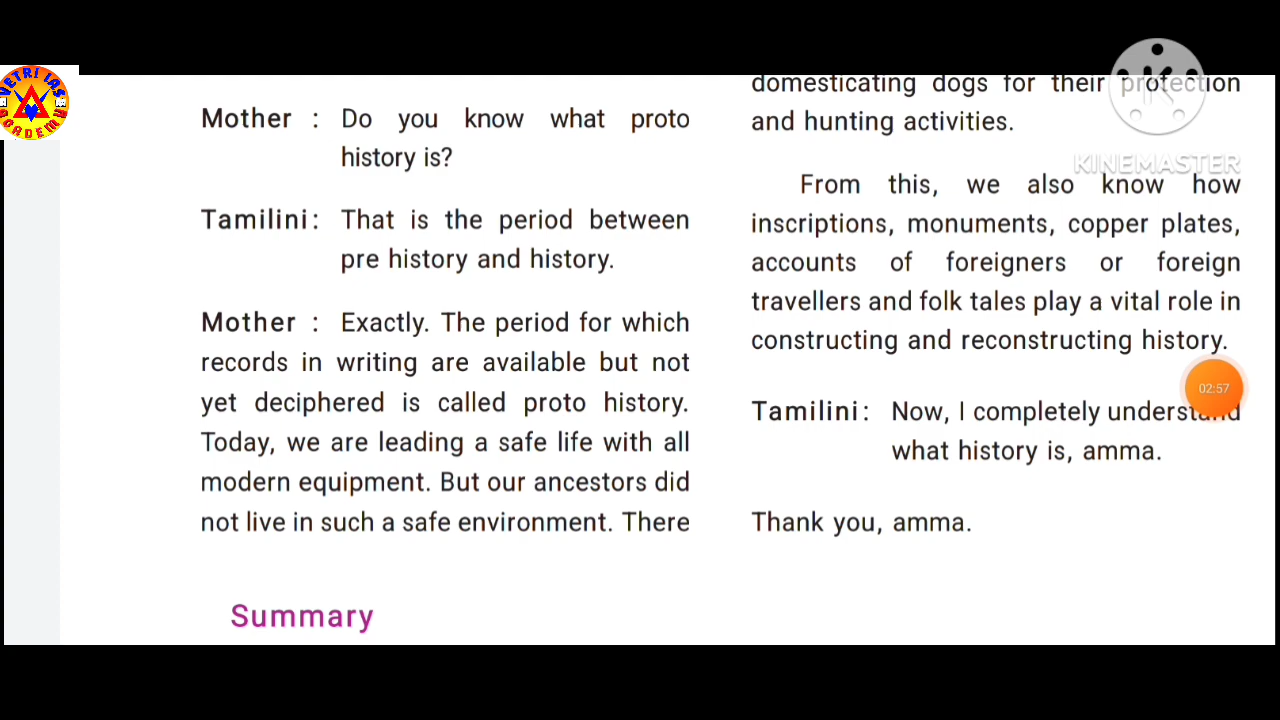 VETRI IAS
ACADEMY
Mother : Do you know what proto
history is?
Tamilini: That is the period between
pre history and history.
Mother : Exactly. The period for which
records in writing are available but not
yet deciphered is called proto history.
Today, we are leading a safe life with all
modern equipment. But our ancestors did
not live in such a safe environment. There
Summary
domesticating dogs for their protection
and hunting activities.
From this, we also know how
inscriptions, monuments, copper plates,
accounts of foreigners or foreign
travellers and folk tales play a vital role in
constructing and reconstructing history.
Tamilini: Now, I completely understand
what history is, amma.
Thank you, amma.
KINEMASTER
02:57